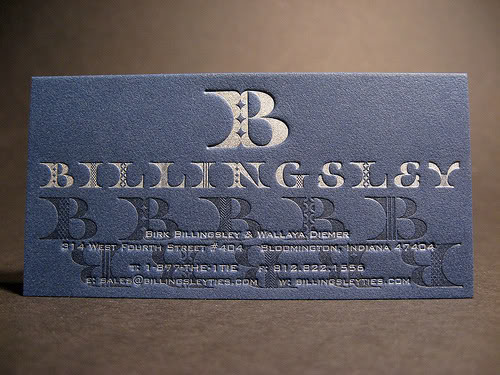 B
BILLINGSLEY
B B B B B
Birk Billingsley & Wallaya Diemer
314 West Fourth Street #404 Bloomington, Indiana 47404
T: 1-877-THE-1TIE F: 812.822.1556
E: sales@billingsleyties.com W: billingsleyties.com